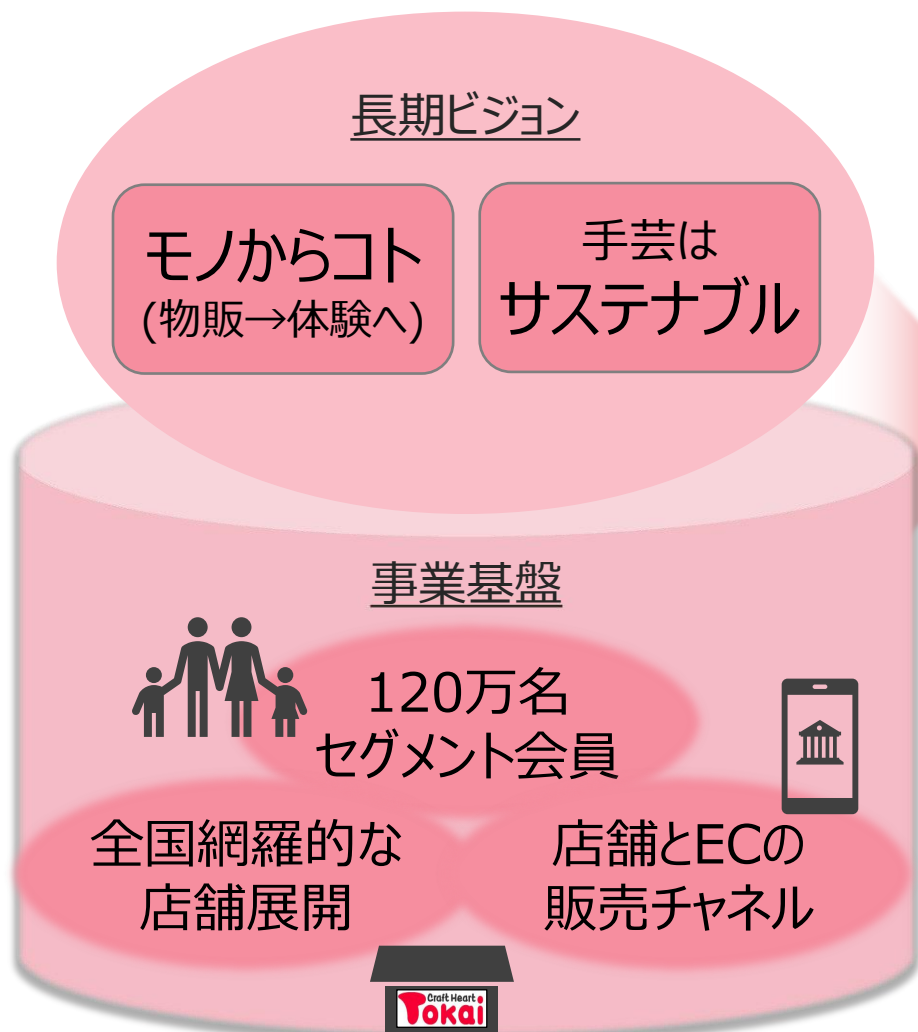 長期ビジョン
モノからコト
(物販→体験へ)
手芸は
サステナブル
事業基盤
120万名
セグメント会員
全国網羅的な
店舗展開
店舗とECの
販売チャネル
Craft Heart
Tokai